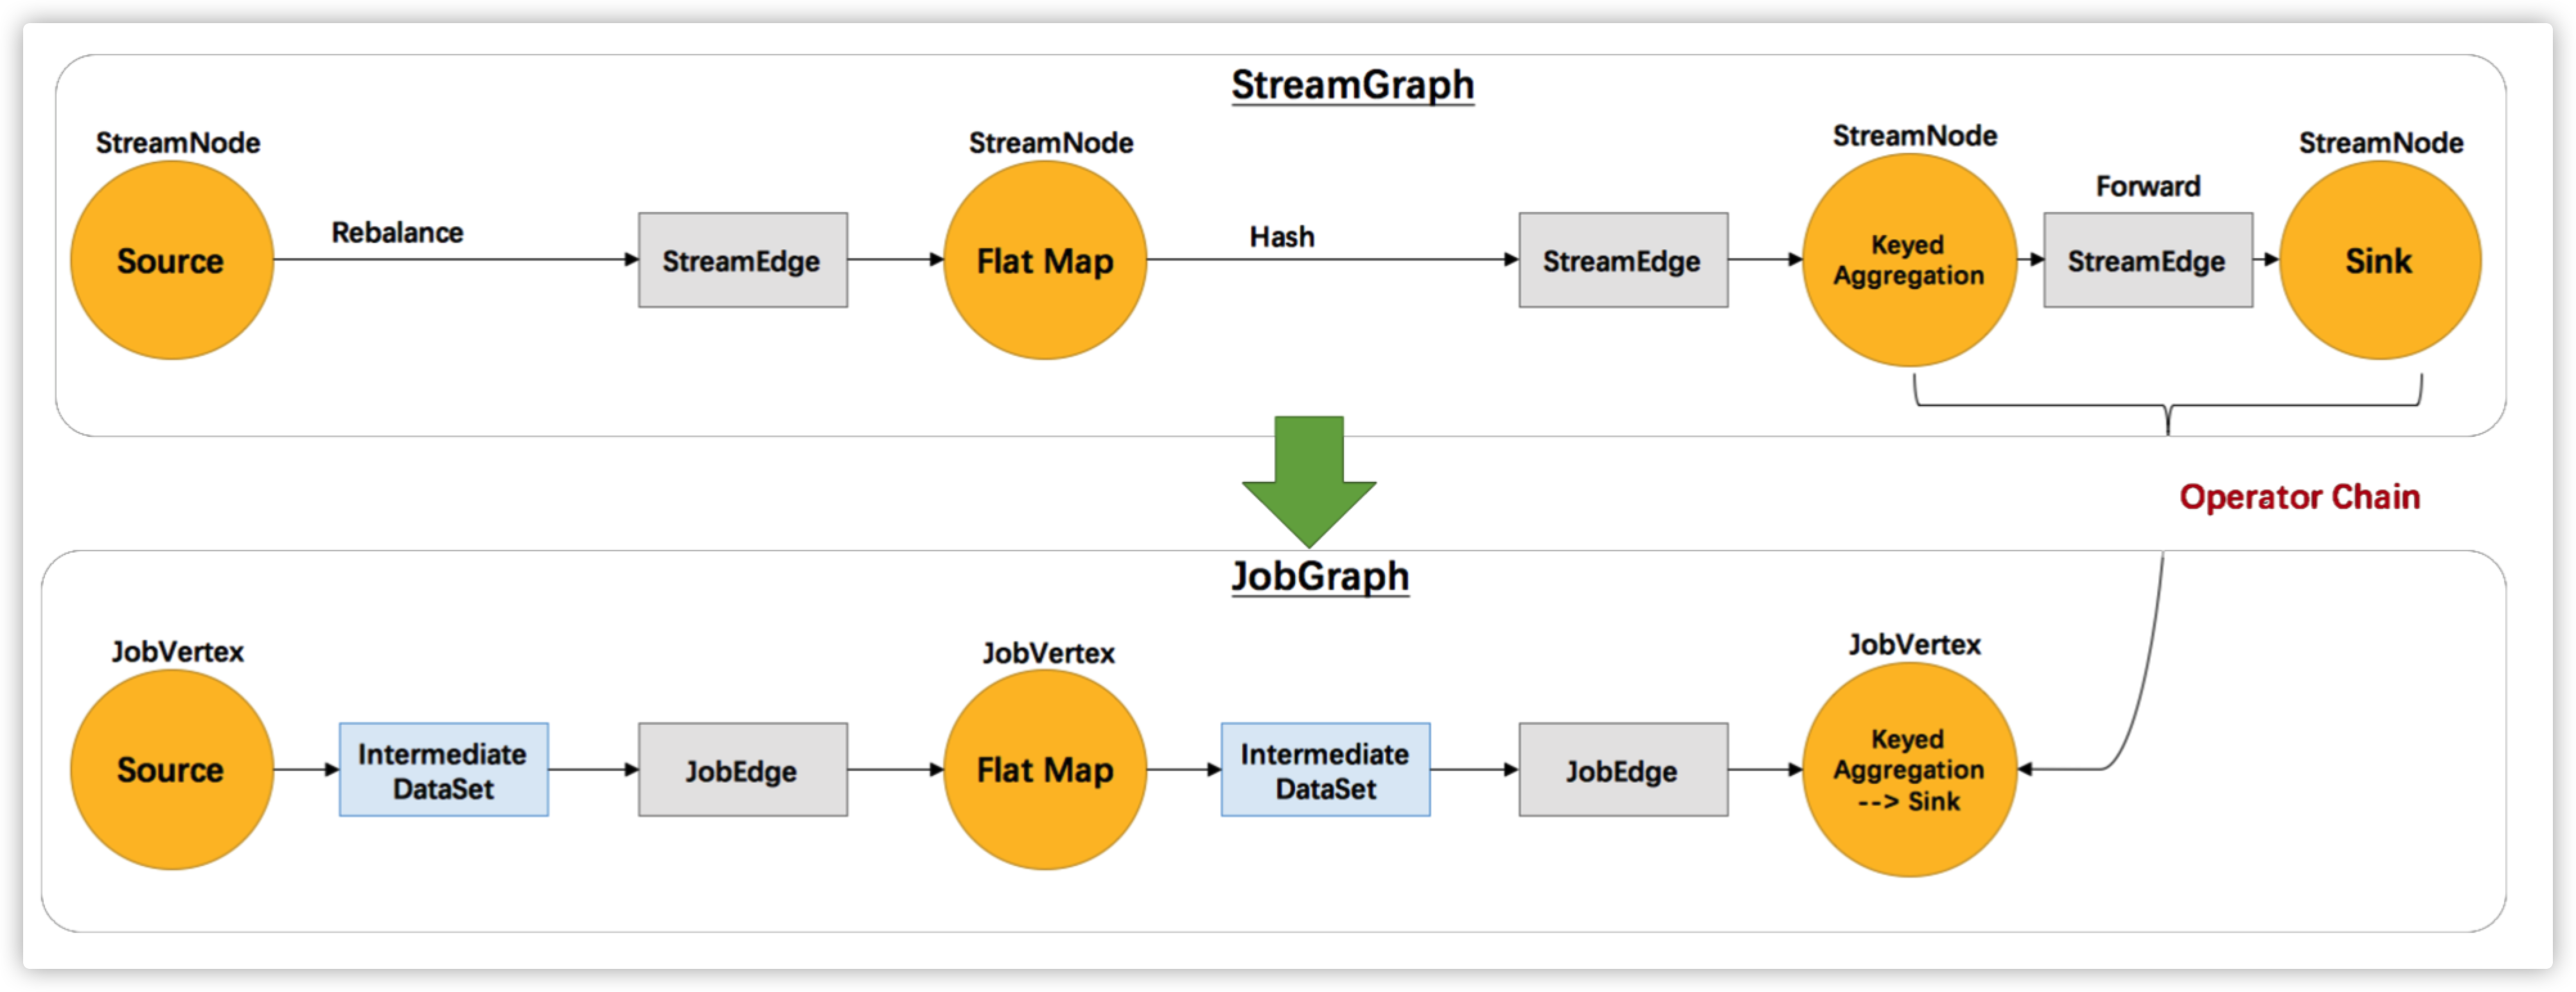 StreamGraph
StreamNode
StreamNode
StreamNode
StreamNode
Source
Rebalance
StreamEdge
Flat Map
Hash
StreamEdge
Keyed
Aggregation
Forward
StreamEdge
Sink
Operator Chain
JobGraph
JobVertex
JobVertex
JobVertex
Source
Intermediate
DataSet
JobEdge
Flat Map
Intermediate
DataSet
JobEdge
Keyed
Aggregation
--> Sink